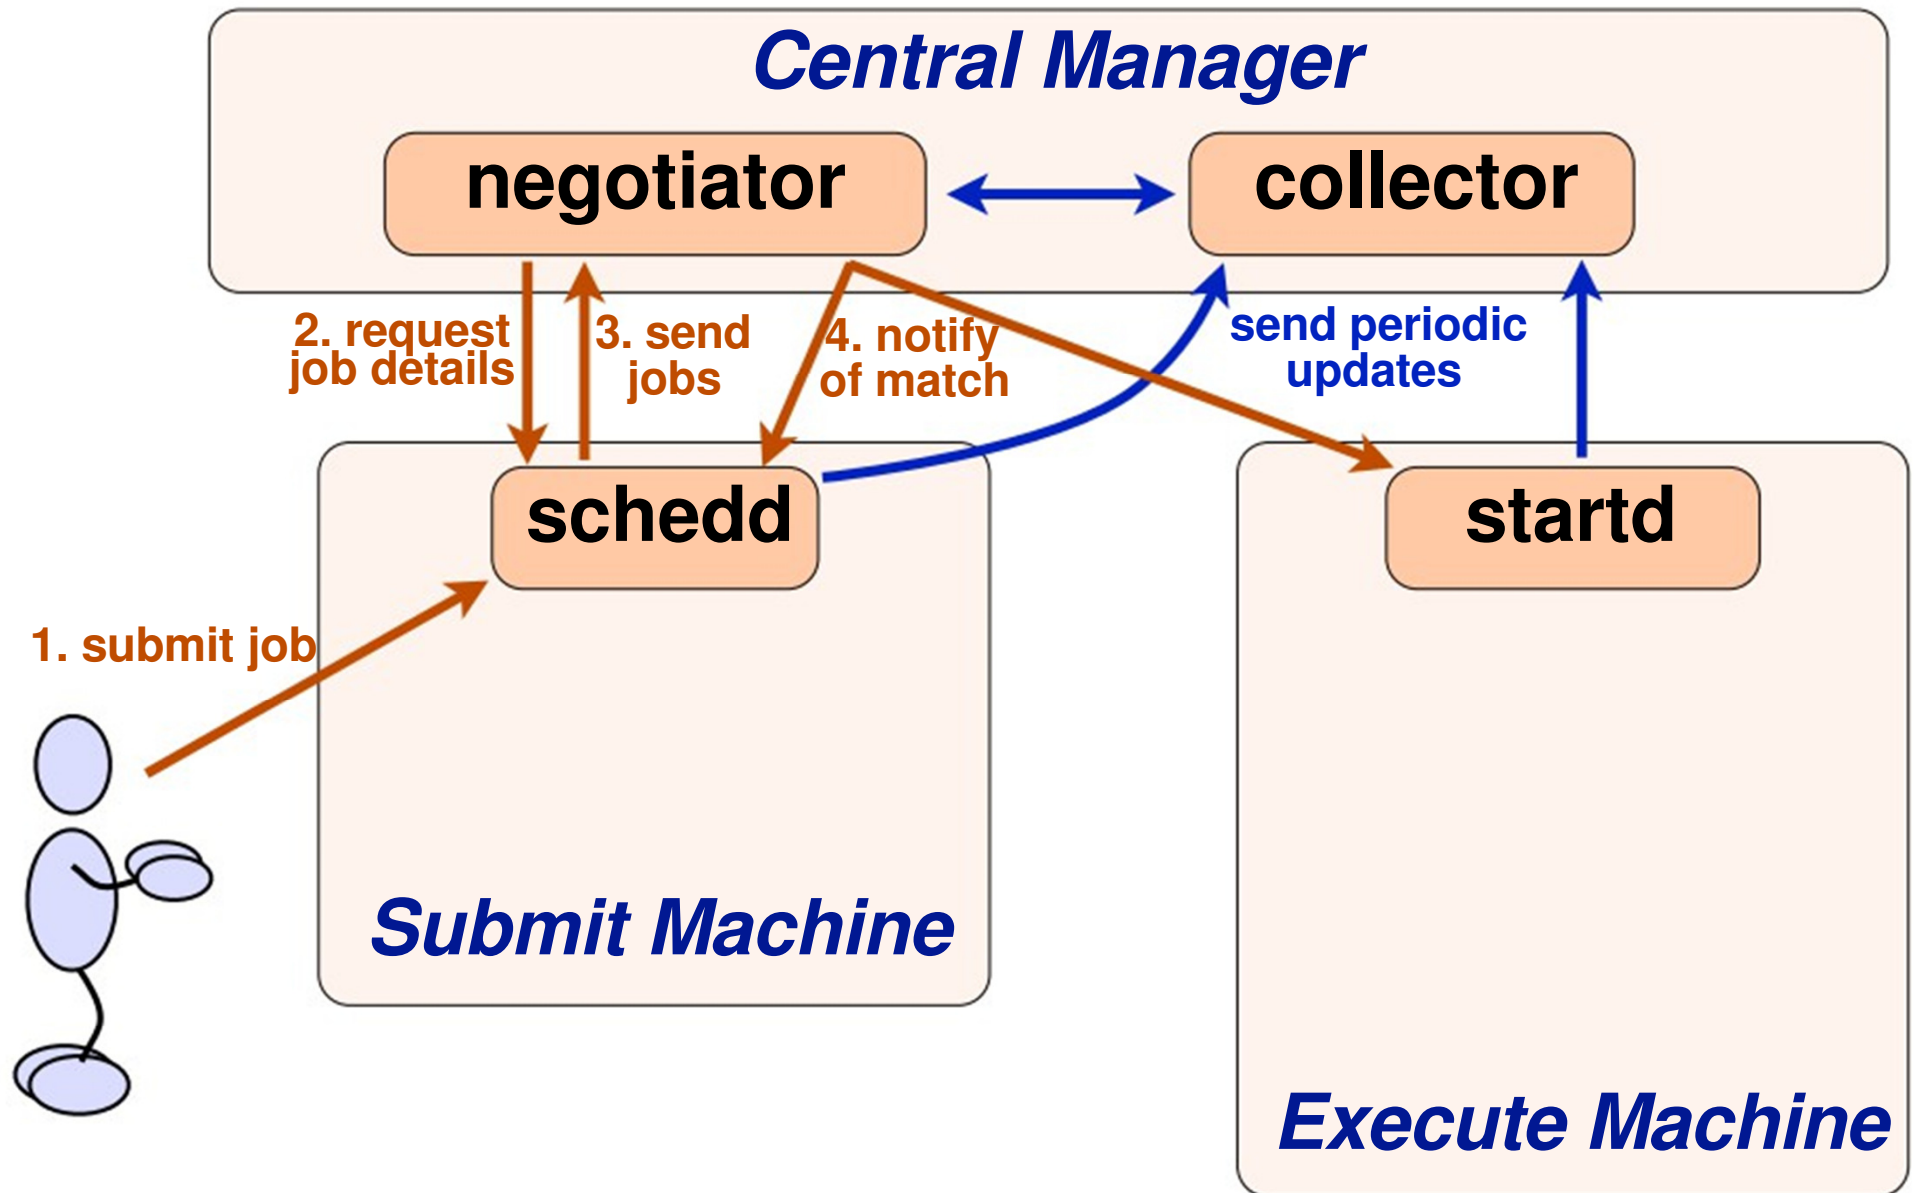 Central Manager
negotiator
collector
2. request
job details
3. send
jobs
4. notify
of match
send periodic
updates
schedd
startd
1. submit job
Submit Machine
Execute Machine